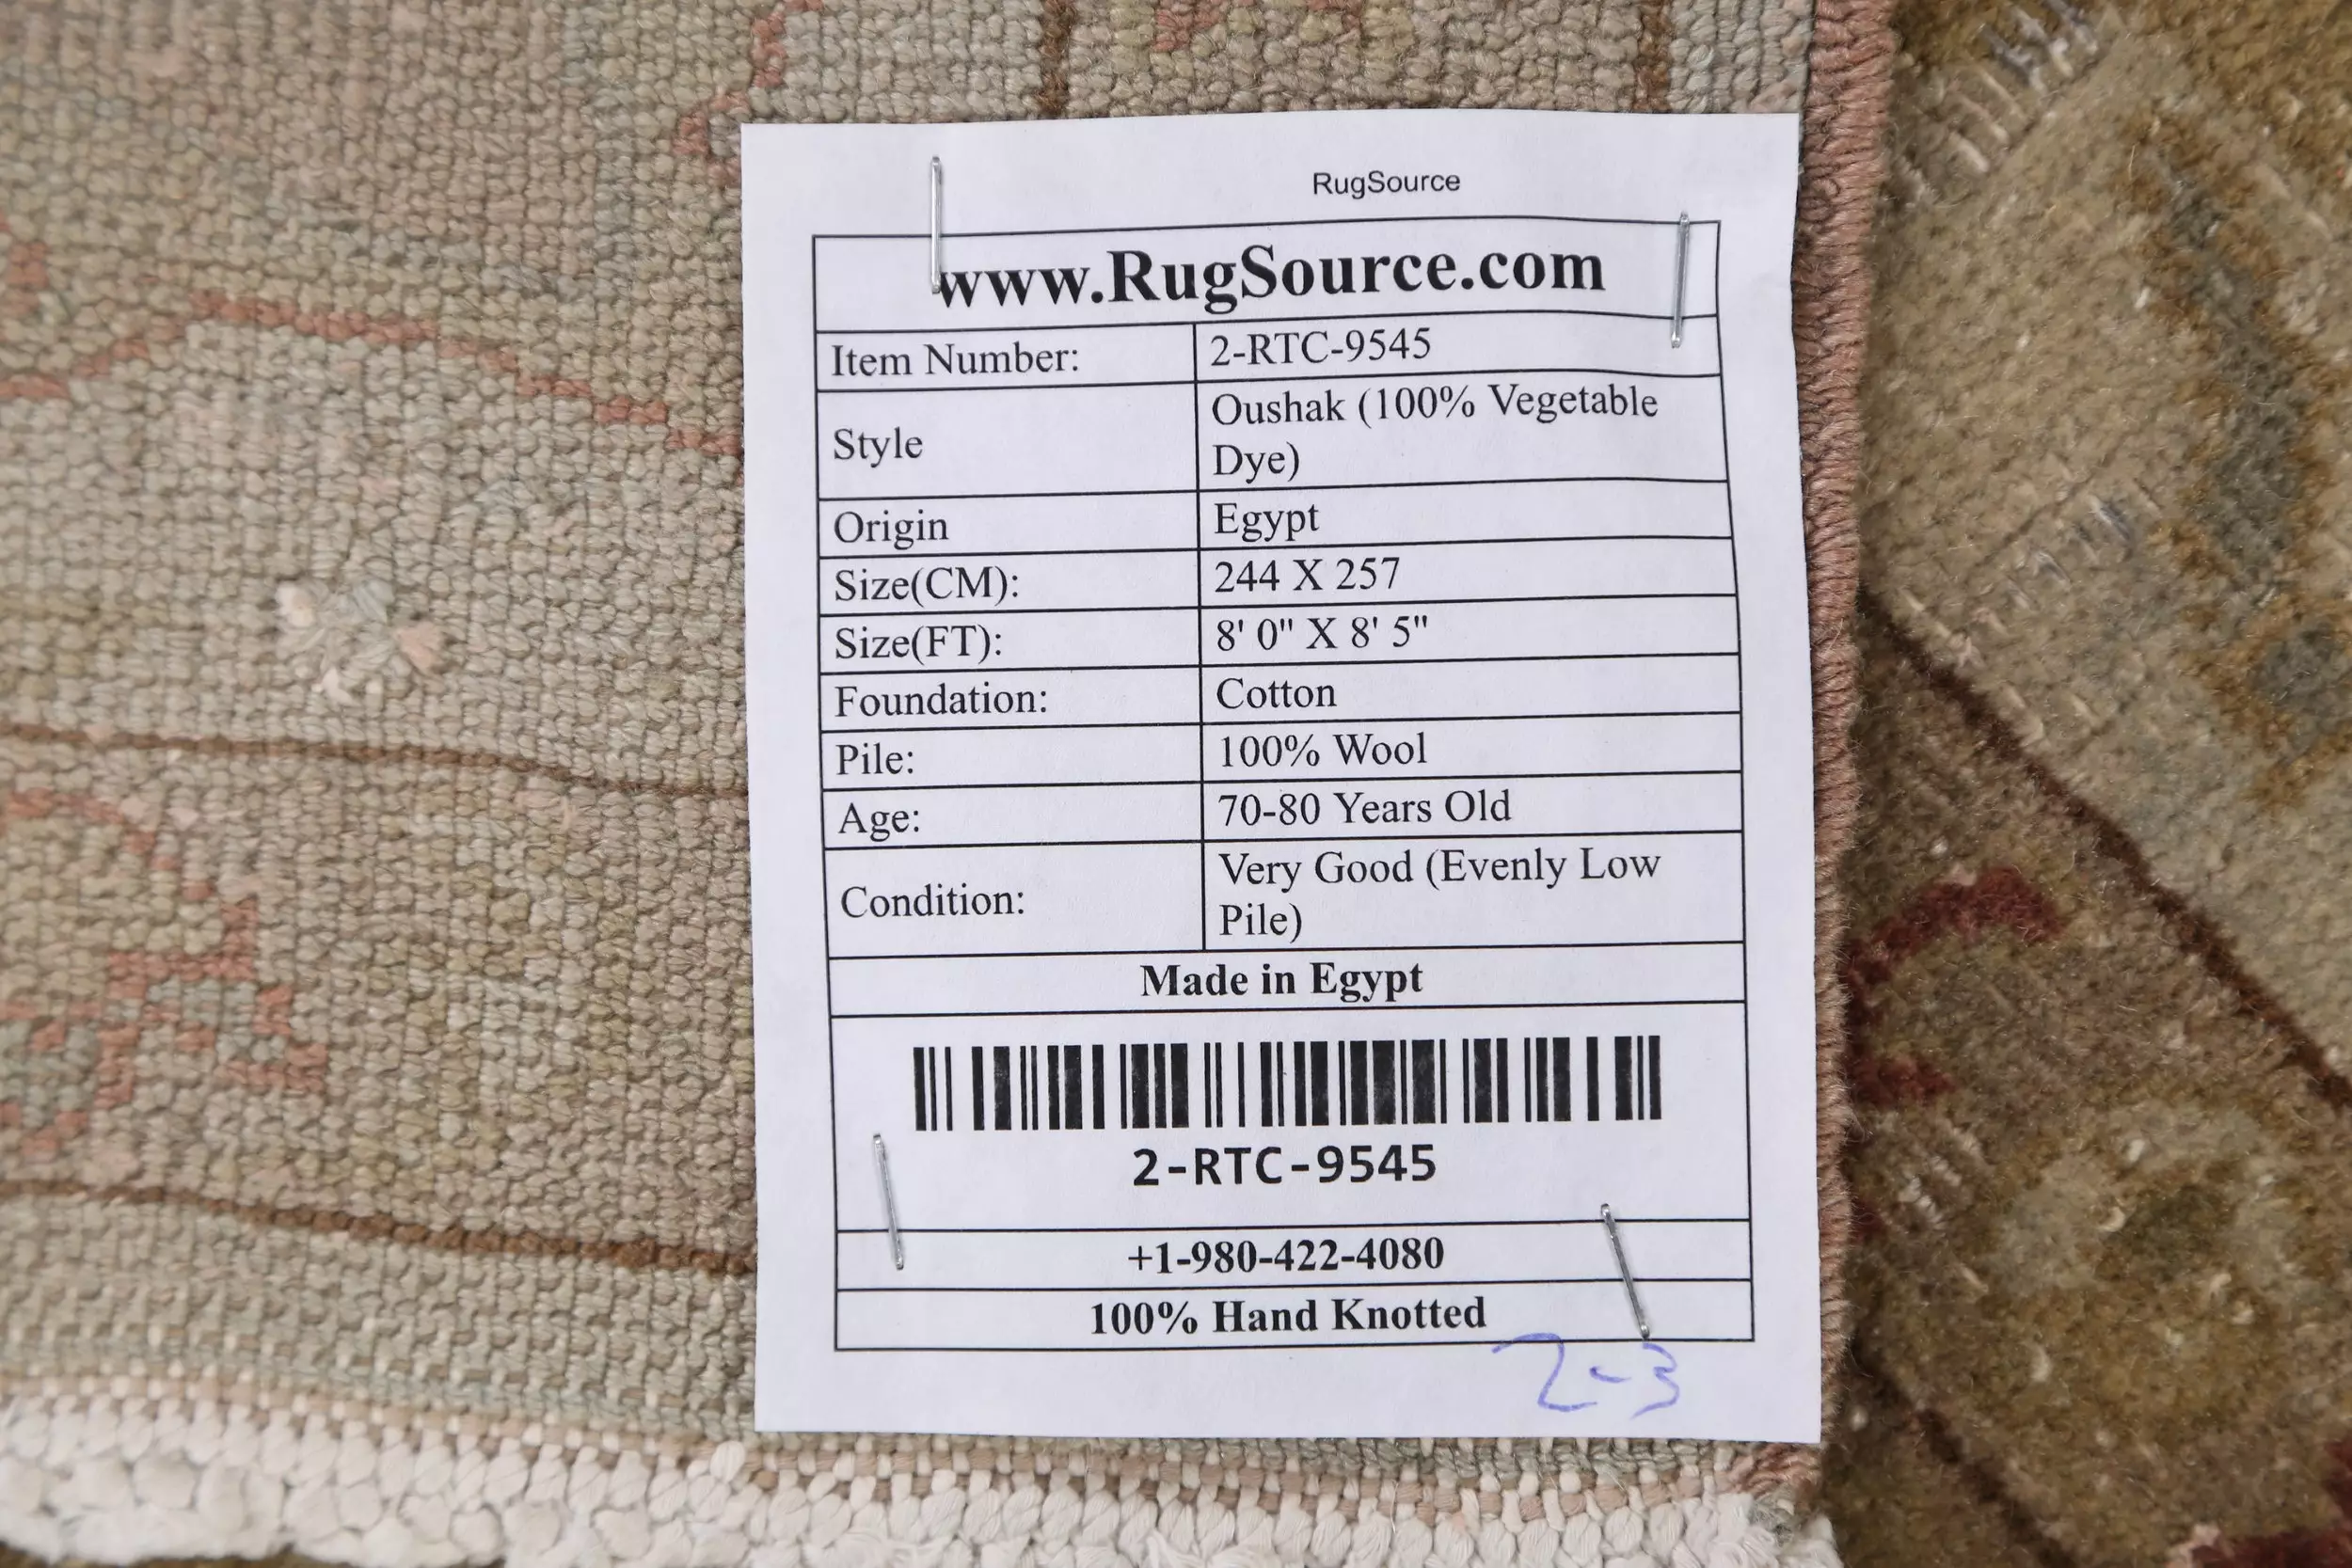 RugSource
www.RugSource.com
Item Number: 2-RTC-9545
Style Oushak (100% Vegetable
Dye)
Origin Egypt
Size(CM): 244 X 257
Size(FT): 8' 0" X 8' 5"
Foundation: Cotton
Pile: 100% Wool
Age: 70-80 Years Old
Condition: Very Good (Evenly Low
Pile)
Made in Egypt
2-RTC-9545
+1-980-422-4080
100% Hand Knotted
2-3